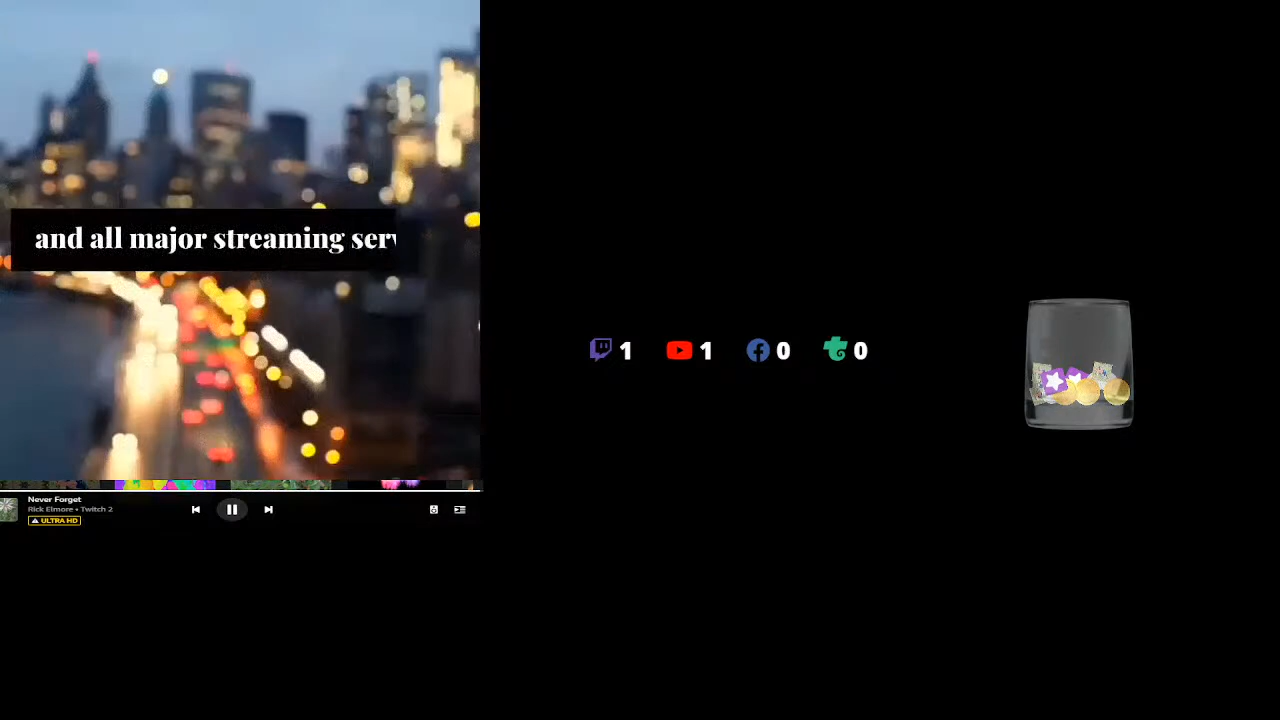 and all major streaming serv
1
1
0
0
Never Forget
Rick Elmore • Twitch 2
ULTRA HD